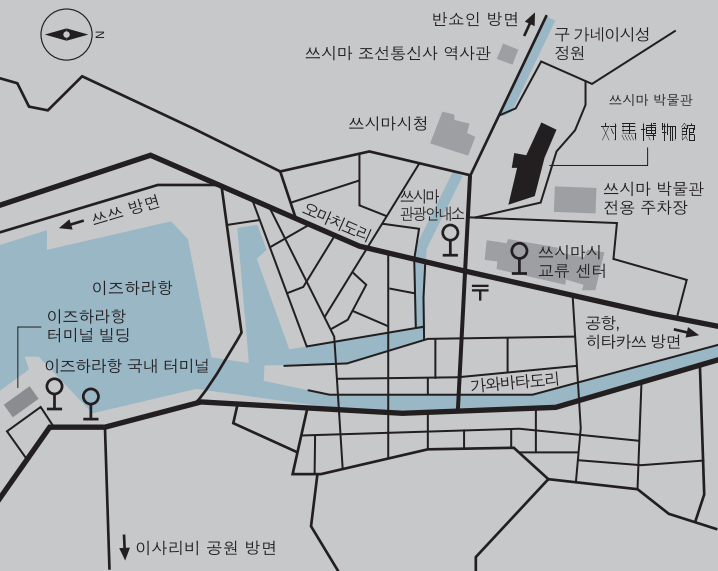 N
반쇼인 방면
쓰시마 조선통신사 역사관
구 가네이시성
정원
쓰시마 박물관
対馬博物館
쓰시마시청
쓰시마
관광안내소
쓰시마 박물관
전용 주차장
쓰쓰 방면
오마치도리
쓰시마시
교류 센터
이즈하라항
이즈하라항
터미널 빌딩
〒
공항,
히타카쓰 방면
이즈하라항 국내 터미널
가와바타도리
이사리비 공원 방면